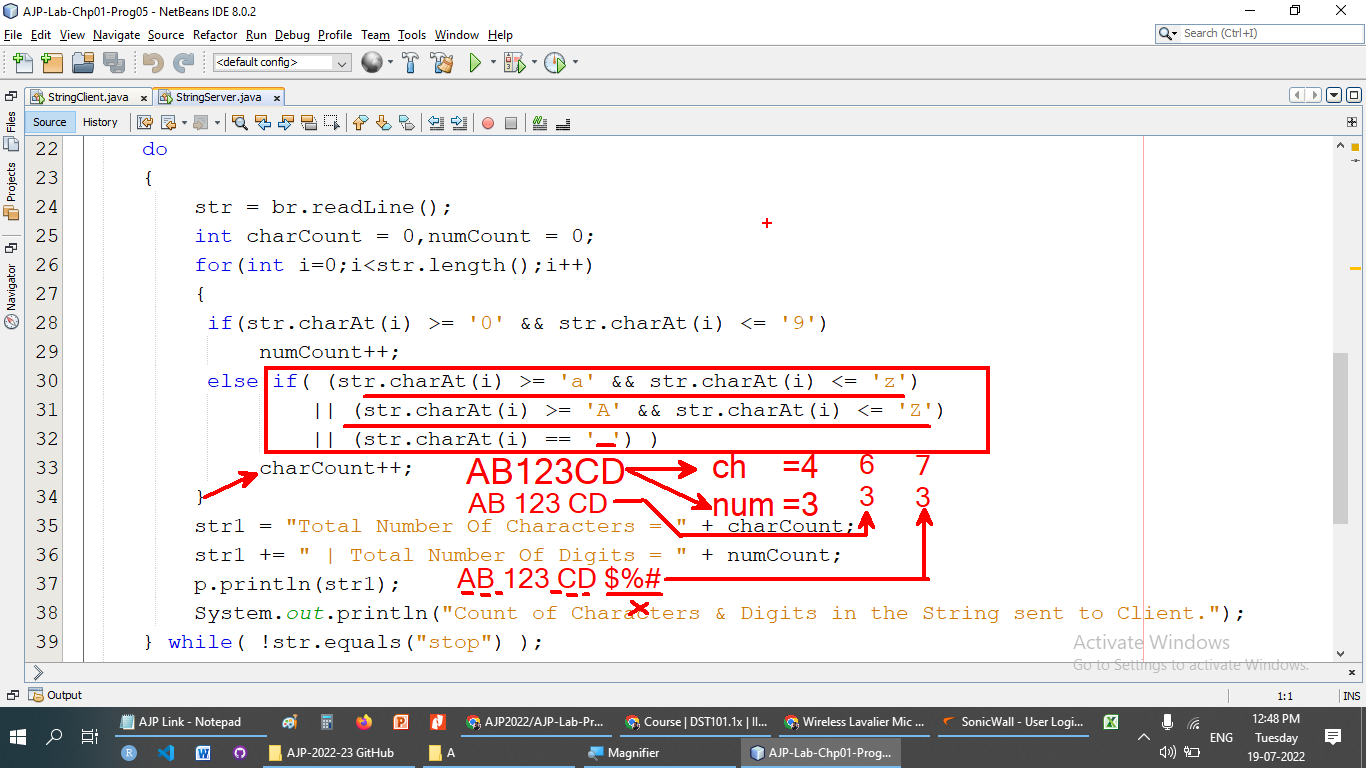 AJP-Lab-Chp01-Prog05 - NetBeans IDE 8.0.2
File Edit View Navigate Source Refactor Run Debug Profile Team Tools Window Help
Search (Ctrl+I)
<default config>
StringClient.java x StringServer.java x
Files
Projects
Navigator
Source History
22 do
23 {
24 str = br.readLine();
25 int charCount = 0,numCount = 0;
26 for(int i=0;i<str.length();i++)
27 {
28 if(str.charAt(i) >= '0' && str.charAt(i) <= '9')
29 numCount++;
30 else if( (str.charAt(i) >= 'a' && str.charAt(i) <= 'z')
31 || (str.charAt(i) >= 'A' && str.charAt(i) <= 'Z')
32 || (str.charAt(i) == ' ') )
33 charCount++;
AB123CD ch =4 6 7
34 }
AB 123 CD num =3 3 3
35 str1 = "Total Number Of Characters = " + charCount;
36 str1 += " | Total Number Of Digits = " + numCount;
37 p.println(str1);
AB 123 CD $%#
38 System.out.println("Count of Characters & Digits in the String sent to Client.");
39 } while( !str.equals("stop") );
Activate Windows
Go to Settings to activate Windows.
Output
1:1 INS
AJP Link - Notepad
AJP2022/AJP-Lab-Pr...
Course | DST101.1x | II...
Wireless Lavalier Mic ...
SonicWall - User Logi...
AJP-2022-23 GitHub
A
Magnifier
AJP-Lab-Chp01-Prog...
ENG
12:48 PM
Tuesday
19-07-2022